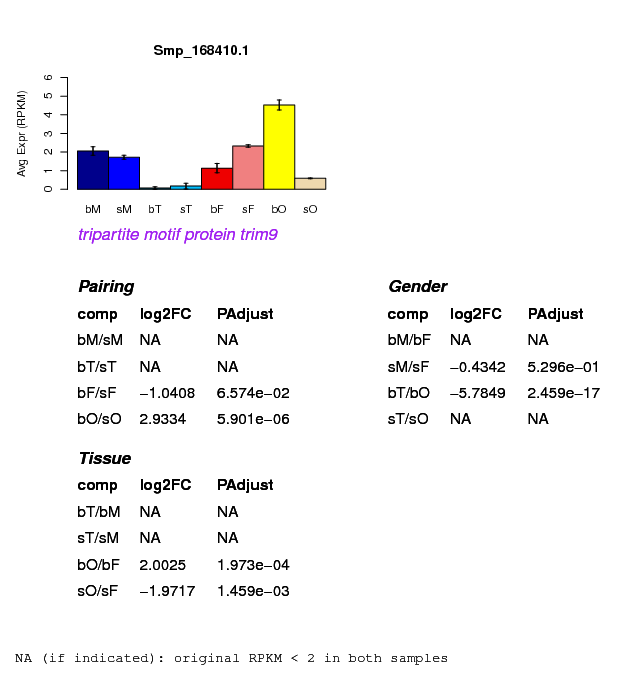 Smp_168410.1
Avg Expr (RPKM)
0 1 2 3 4 5 6
bM sM bT sT bF sF bO sO
tripartite motif protein trim9
Pairing
comp log2FC PAdjust
bM/sM NA NA
bT/sT NA NA
bF/sF −1.0408 6.574e−02
bO/sO 2.9334 5.901e−06
Gender
comp log2FC PAdjust
bM/bF NA NA
sM/sF −0.4342 5.296e−01
bT/bO −5.7849 2.459e−17
sT/sO NA NA
Tissue
comp log2FC PAdjust
bT/bM NA NA
sT/sM NA NA
bO/bF 2.0025 1.973e−04
sO/sF −1.9717 1.459e−03
NA (if indicated): original RPKM < 2 in both samples